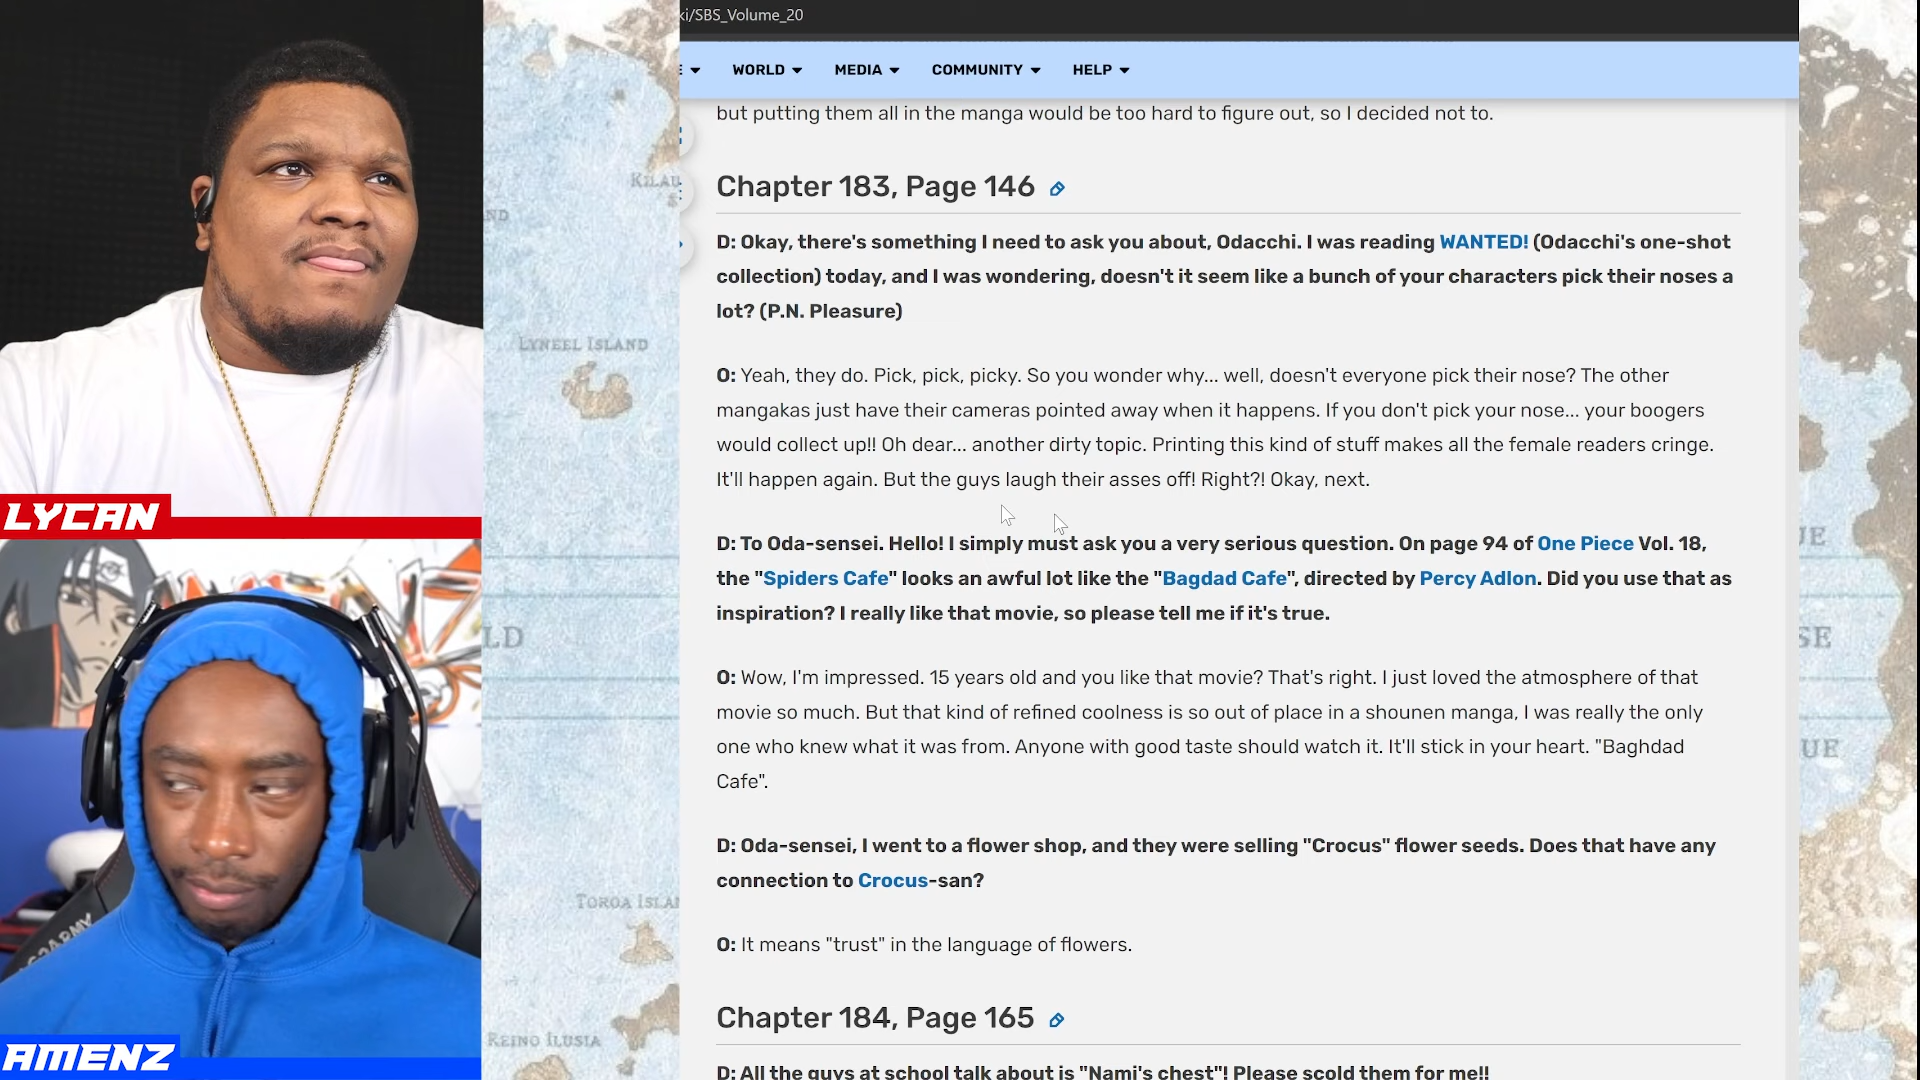 ki/SBS_Volume_20
WORLD
MEDIA
COMMUNITY
HELP
but putting them all in the manga would be too hard to figure out, so I decided not to.
Chapter 183, Page 146
D: Okay, there's something I need to ask you about, Odacchi. I was reading WANTED! (Odacchi's one-shot
collection) today, and I was wondering, doesn't it seem like a bunch of your characters pick their noses a
lot? (P.N. Pleasure)
O: Yeah, they do. Pick, pick, picky. So you wonder why... well, doesn't everyone pick their nose? The other
mangakas just have their cameras pointed away when it happens. If you don't pick your nose... your boogers
would collect up!! Oh dear... another dirty topic. Printing this kind of stuff makes all the female readers cringe.
It'll happen again. But the guys laugh their asses off! Right?! Okay, next.
D: To Oda-sensei. Hello! I simply must ask you a very serious question. On page 94 of One Piece Vol. 18,
the "Spiders Cafe" looks an awful lot like the "Bagdad Cafe", directed by Percy Adlon. Did you use that as
inspiration? I really like that movie, so please tell me if it's true.
O: Wow, I'm impressed. 15 years old and you like that movie? That's right. I just loved the atmosphere of that
movie so much. But that kind of refined coolness is so out of place in a shounen manga, I was really the only
one who knew what it was from. Anyone with good taste should watch it. It'll stick in your heart. "Baghdad
Cafe".
D: Oda-sensei, I went to a flower shop, and they were selling "Crocus" flower seeds. Does that have any
connection to Crocus-san?
O: It means "trust" in the language of flowers.
Chapter 184, Page 165
D: All the guys at school talk about is "Nami's chest"! Please scold them for me!!
LYCAN
AMENZ
LYNEEL ISLAND
REINO ILUSIA